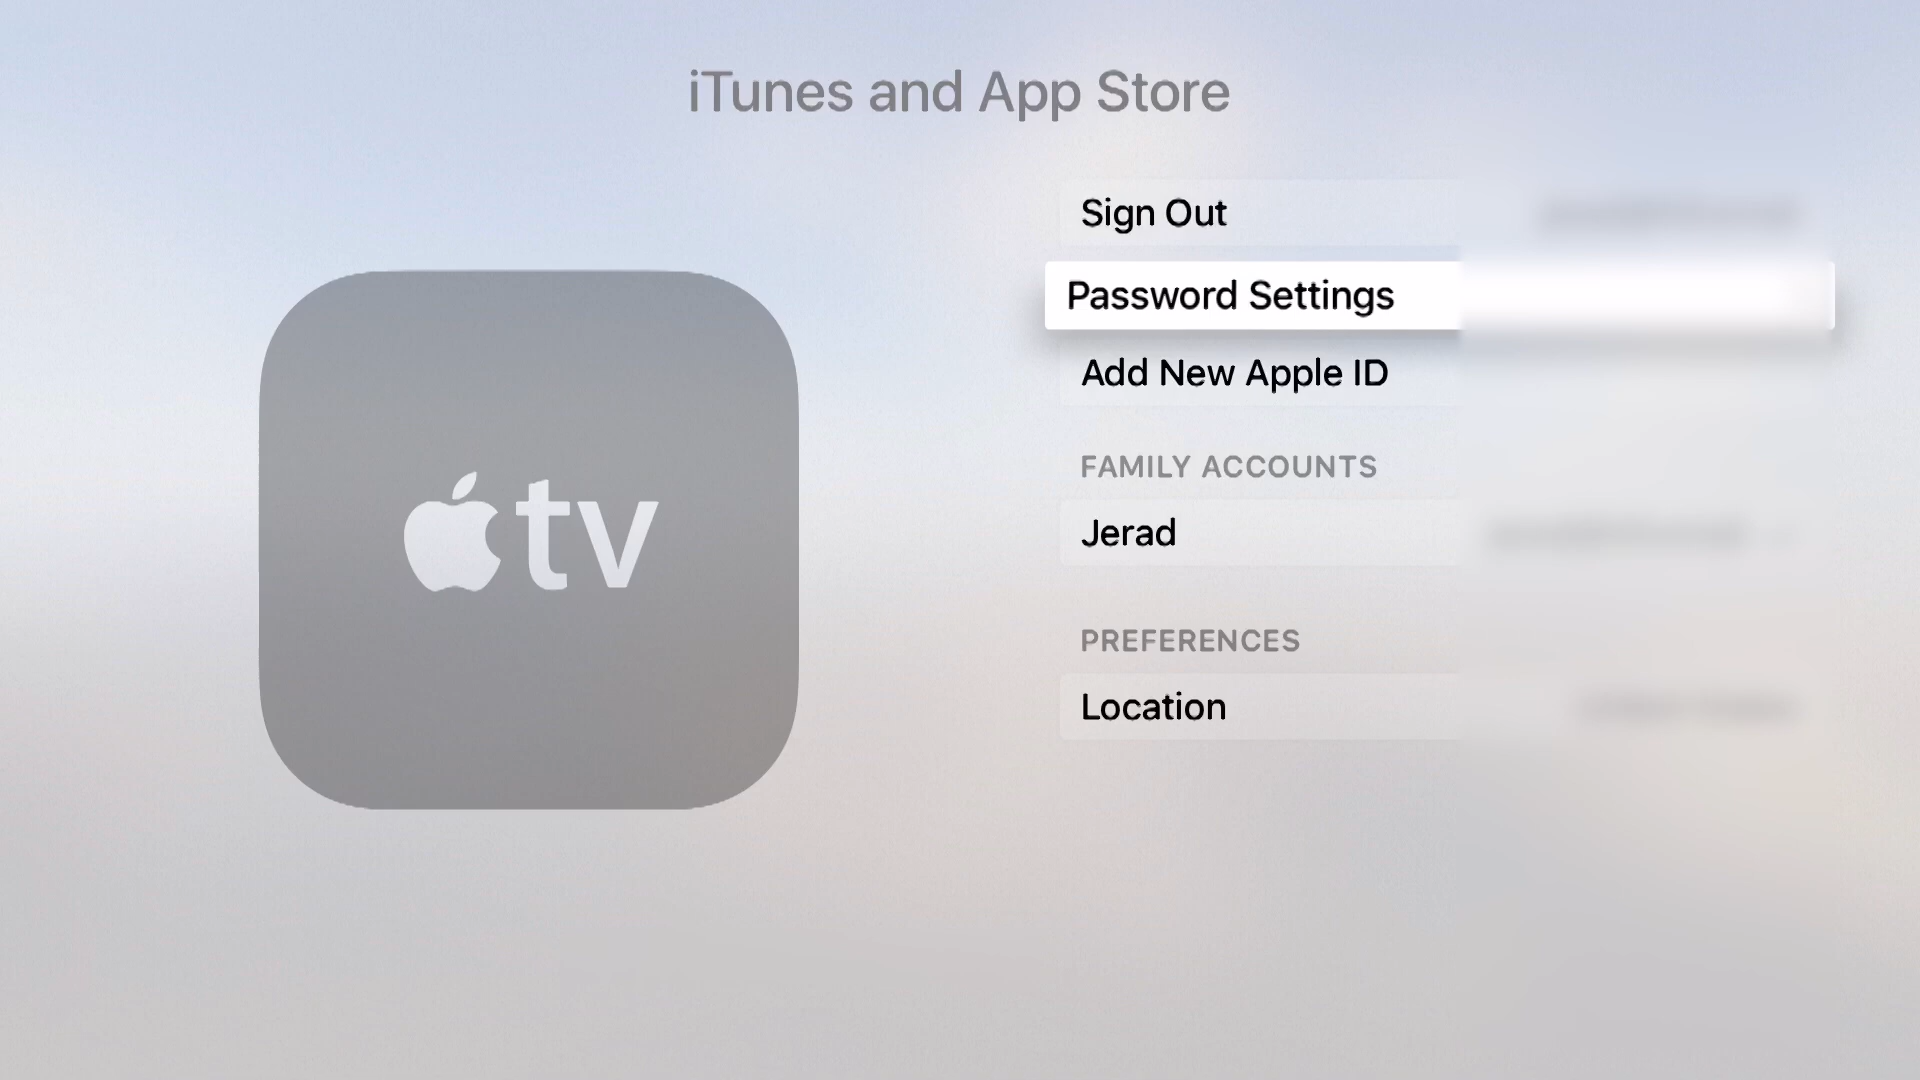 iTunes and App Store
Sign Out
Password Settings
Add New Apple ID
FAMILY ACCOUNTS
Jerad
PREFERENCES
Location
tv